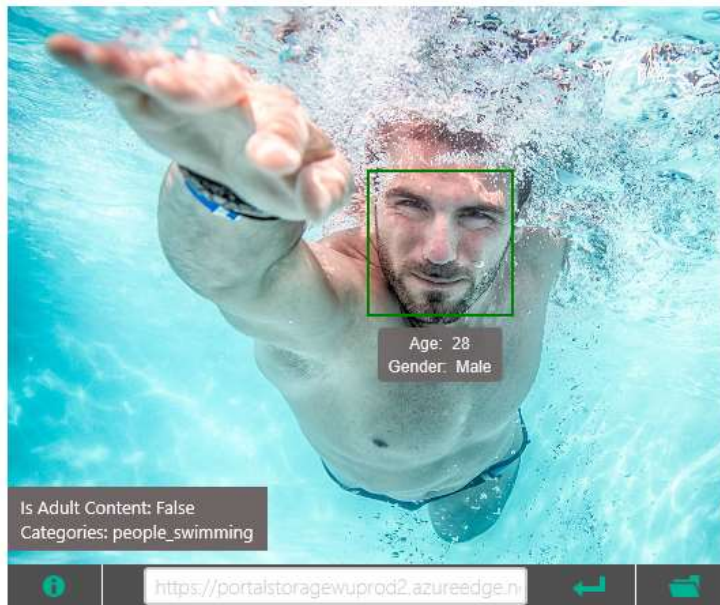 Age: 28
Gender: Male
Is Adult Content: False
Categories: people_swimming
https://portalstoragewuprod2.azureedge.n